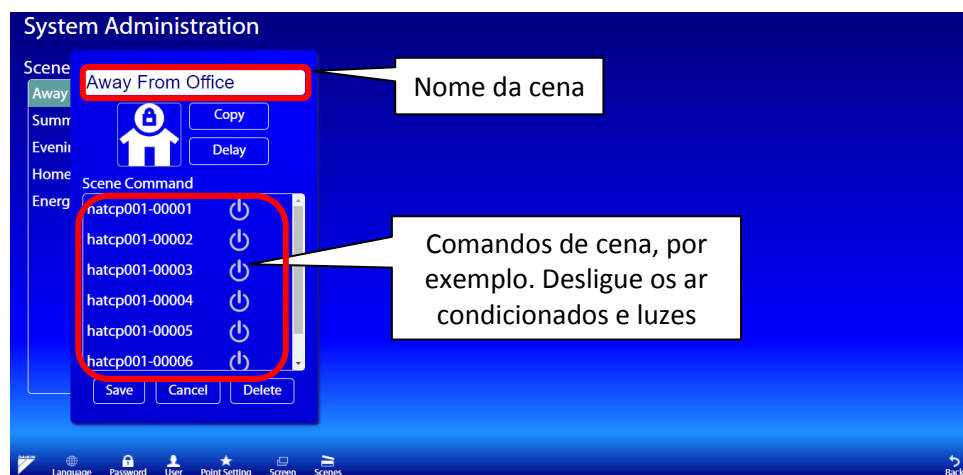 System Administration
Scene
Away
Summ
Evenin
Home
Energ
Away From Office
Copy
Delay
Scene Command
hatcp001-00001
hatcp001-00002
hatcp001-00003
hatcp001-00004
hatcp001-00005
hatcp001-00006
Save Cancel Delete
Nome da cena
Comandos de cena, por
exemplo. Desligue os ar
condicionados e luzes
DAIKIN Language Password User Point Setting Screen Scenes Back